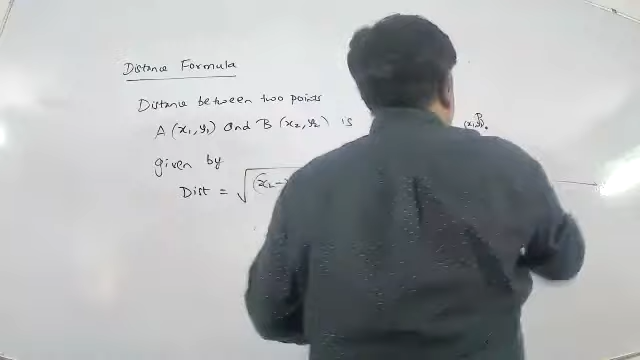 Distance Formula
Distance between two points
A (x₁, y₁) and B (x₂, y₂) is
given by
Dist = √(x₂ –
P